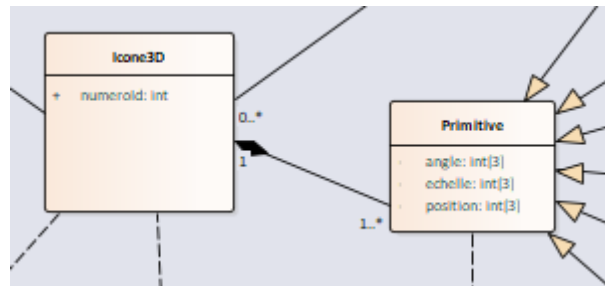 Icone3D
+ numeroId: int
0..*
1
Primitive
- angle: int[3]
- echelle: int[3]
- position: int[3]
1..*